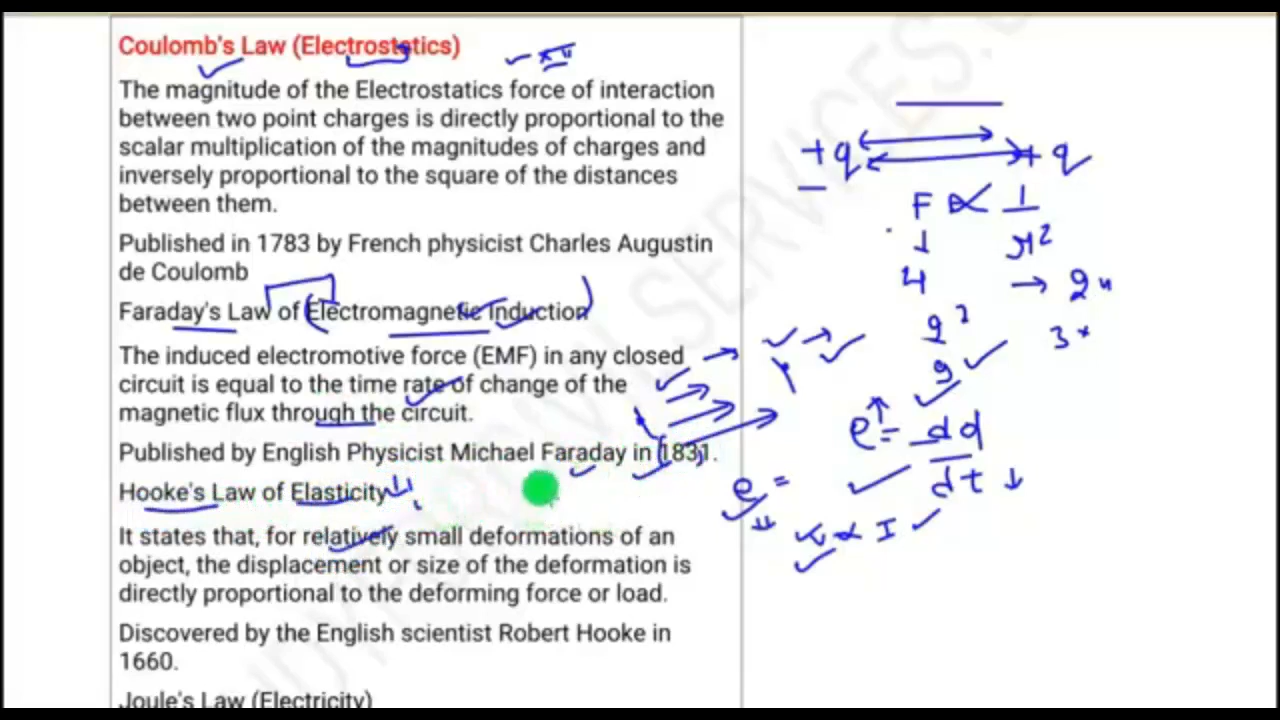 Coulomb's Law (Electrostatics)
The magnitude of the Electrostatics force of interaction
between two point charges is directly proportional to the
scalar multiplication of the magnitudes of charges and
inversely proportional to the square of the distances
between them.
Published in 1783 by French physicist Charles Augustin
de Coulomb
Faraday's Law of (Electromagnetic Induction)
The induced electromotive force (EMF) in any closed
circuit is equal to the time rate of change of the
magnetic flux through the circuit.
Published by English Physicist Michael Faraday in (1831.
Hooke's Law of Elasticity
It states that, for relatively small deformations of an
object, the displacement or size of the deformation is
directly proportional to the deforming force or load.
Discovered by the English scientist Robert Hooke in
1660.
Joule's Law (Electricity)
+q +q
−
F ∝ 1
r²
4 → 2
3
9
e = dϕ
dt
e =
∝ I